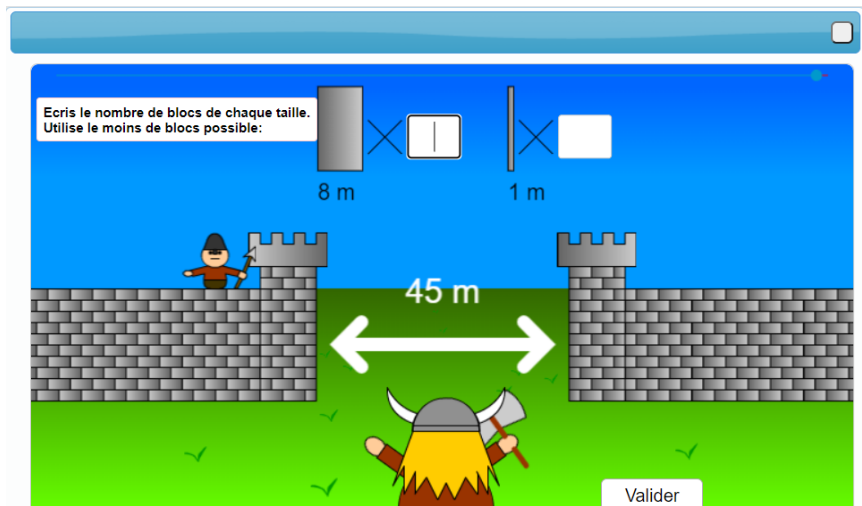 Ecris le nombre de blocs de chaque taille.
Utilise le moins de blocs possible:
8 m
1 m
45 m
Valider